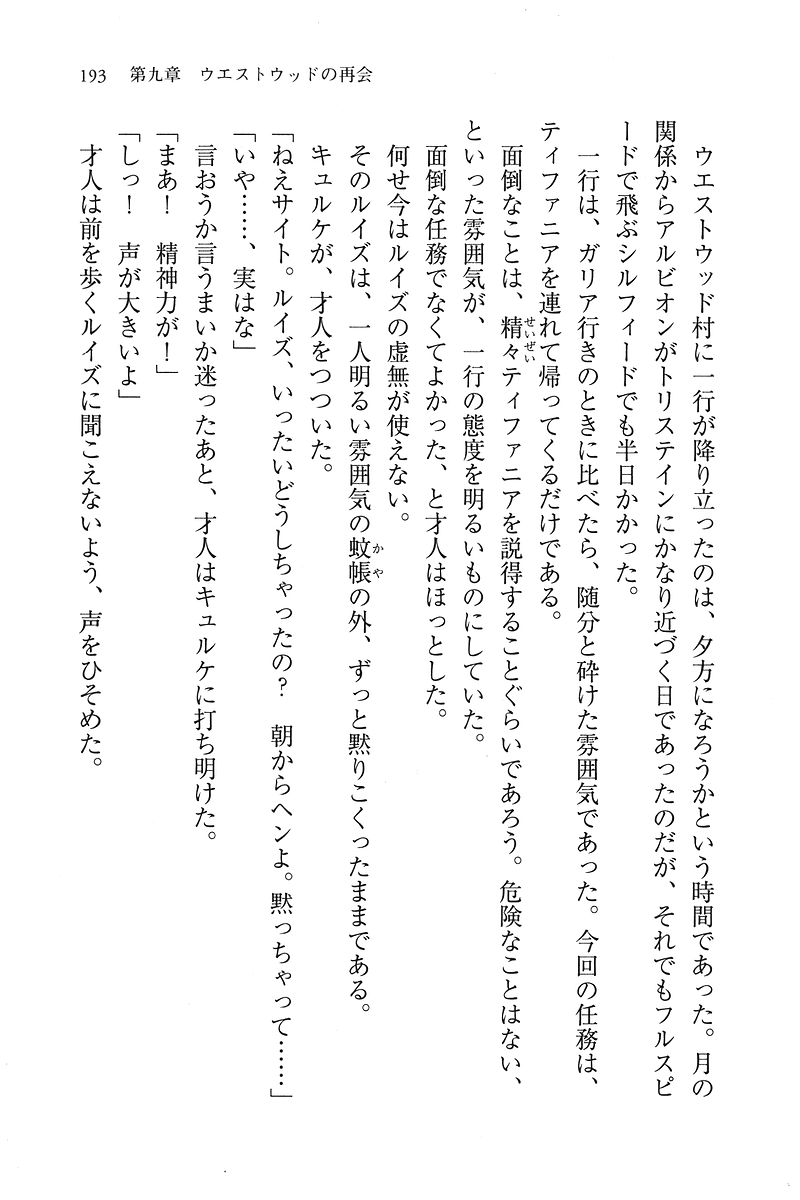 193　第九章　ウエストウッドの再会
　ウエストウッド村に一行が降り立ったのは、夕方になろうかという時間であった。月の
関係からアルビオンがトリステインにかなり近づく日であったのだが、それでもフルスピ
ードで飛ぶシルフィードでも半日かかった。
　一行は、ガリア行きのときに比べたら、随分と砕けた雰囲気であった。今回の任務は、
ティファニアを連れて帰ってくるだけである。
　面倒なことは、精々ティファニアを説得することぐらいであろう。危険なことはない、
といった雰囲気が、一行の態度を明るいものにしていた。
　面倒な任務でなくてよかった、と才人はほっとした。
　何せ今はルイズの虚無が使えない。
　そのルイズは、一人明るい雰囲気の蚊帳の外、ずっと黙りこくったままである。
　キュルケが、才人をつついた。
「ねえサイト。ルイズ、いったいどうしちゃったの？　朝からヘンよ。黙っちゃって……」
「いや……、実はな」
　言おうか言うまいか迷ったあと、才人はキュルケに打ち明けた。
「まあ！　精神力が！」
「しっ！　声が大きいよ」
　才人は前を歩くルイズに聞こえないよう、声をひそめた。